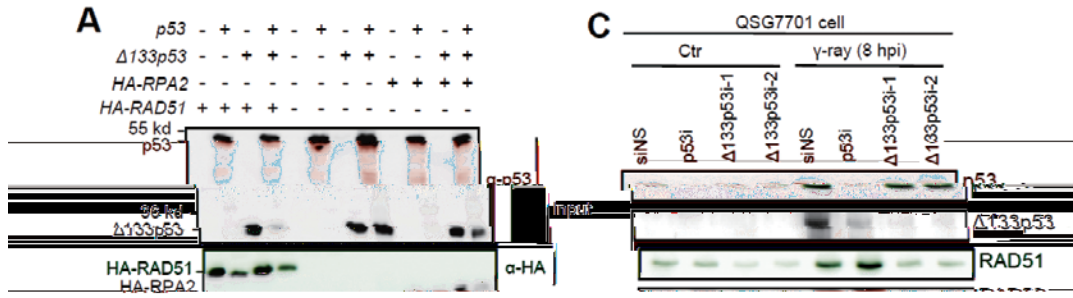 A
p53 - + - + - + - + - + - +
Δ133p53 - - + + - - + + - - + +
HA-RPA2 - - - - - - - - + + + +
HA-RAD51 + + + + - - - - - - - -
55 kd
p53
α-p53
36 kd
Δ133p53
Input
HA-RAD51
α-HA
HA-RPA2
C
QSG7701 cell
Ctr
γ-ray (8 hpi)
siNS
p53i
Δ133p53i-1
Δ133p53i-2
siNS
p53i
Δ133p53i-1
Δ133p53i-2
p53
Δ133p53
RAD51